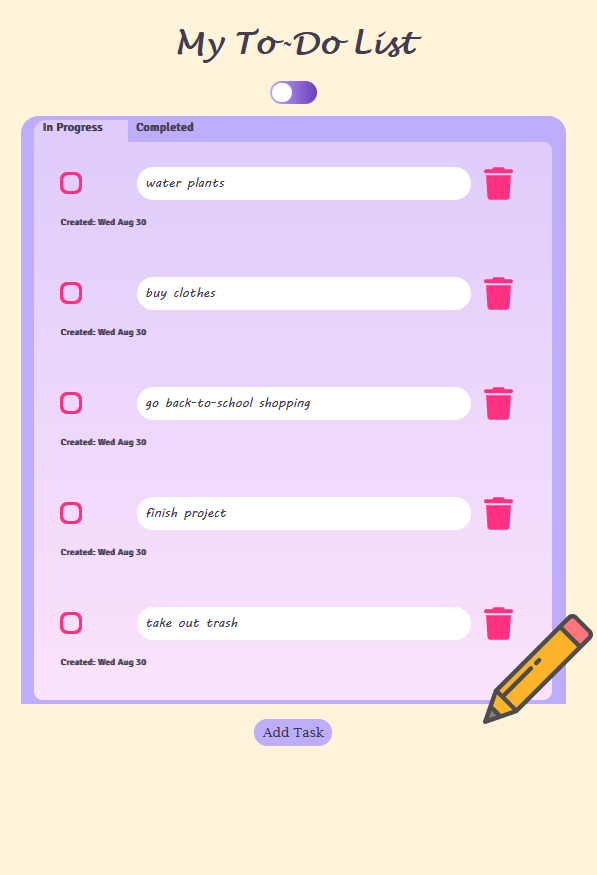 My To-Do List
In Progress Completed
water plants
Created: Wed Aug 30
buy clothes
Created: Wed Aug 30
go back-to-school shopping
Created: Wed Aug 30
finish project
Created: Wed Aug 30
take out trash
Created: Wed Aug 30
Add Task